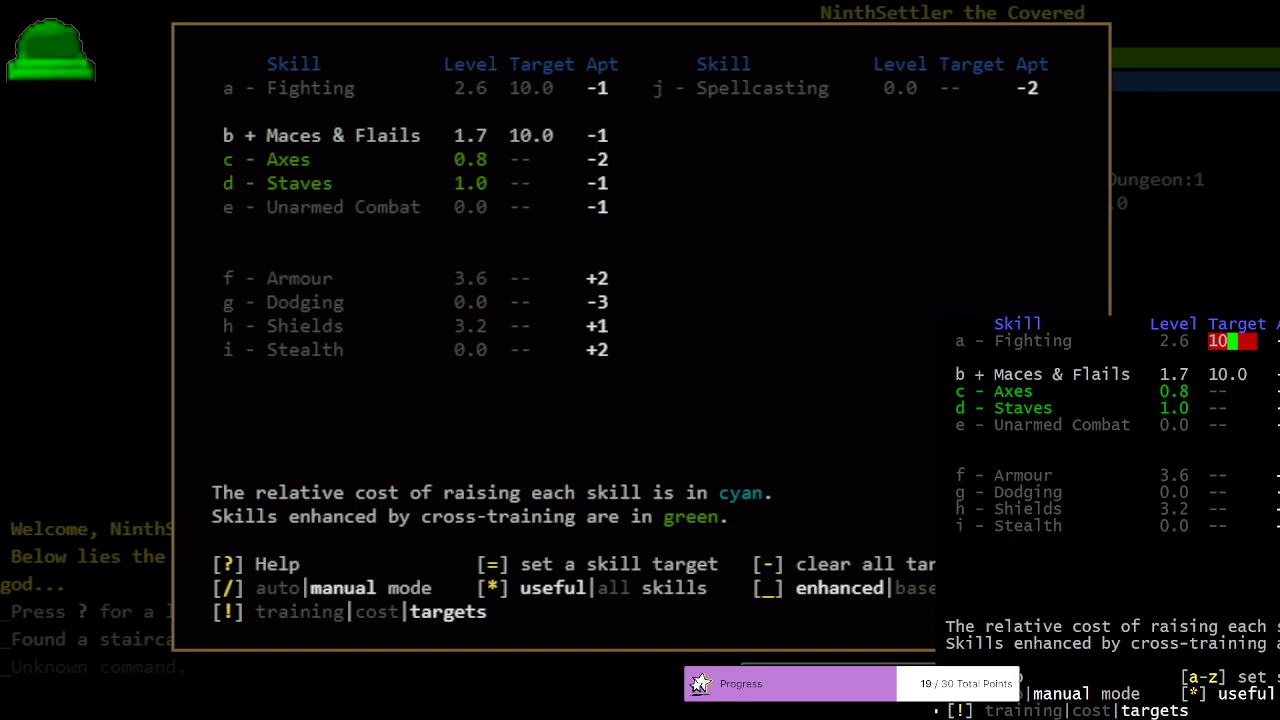 NinthSettler the Covered
Skill Level Target Apt Skill Level Target Apt
a - Fighting 2.6 10.0 -1 j - Spellcasting 0.0 -- -2
b + Maces & Flails 1.7 10.0 -1
c - Axes 0.8 -- -2
d - Staves 1.0 -- -1
e - Unarmed Combat 0.0 -- -1
f - Armour 3.6 -- +2
g - Dodging 0.0 -- -3
h - Shields 3.2 -- +1
i - Stealth 0.0 -- +2
The relative cost of raising each skill is in cyan.
Skills enhanced by cross-training are in green.
[?] Help [=] set a skill target [-] clear all tar
[/] auto|manual mode [*] useful|all skills [_] enhanced|base
[!] training|cost|targets
Dungeon:1
.0
Welcome, NinthS
Below lies the
god...
_Press ? for a l
_Found a stairca
_Unknown command.
Skill Level Target A
a - Fighting 2.6 10 -
b + Maces & Flails 1.7 10.0 -
c - Axes 0.8 -- -
d - Staves 1.0 -- -
e - Unarmed Combat 0.0 -- -
f - Armour 3.6 --
g - Dodging 0.0 --
h - Shields 3.2 --
i - Stealth 0.0 --
The relative cost of raising each s
Skills enhanced by cross-training a
[a-z] set s
|manual mode [*] useful
[!] training|cost|targets
Progress 19 / 30 Total Points